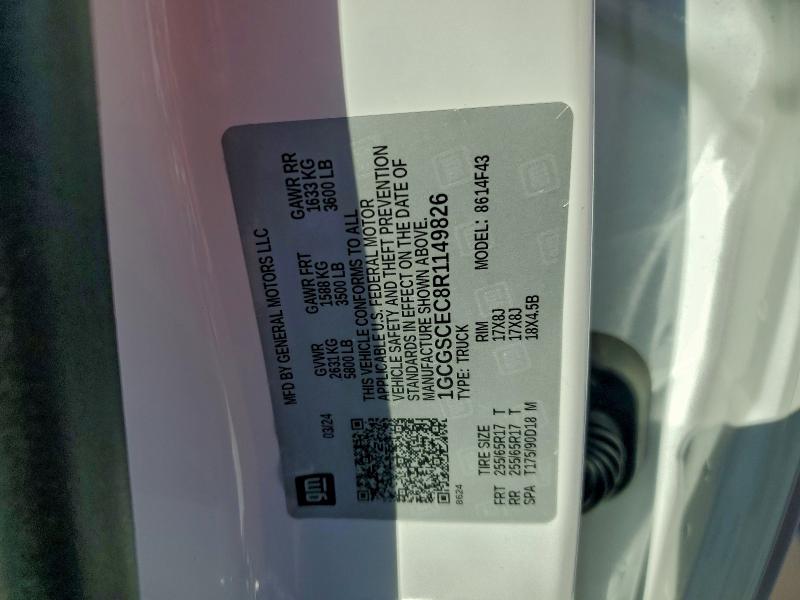 gm
MFD BY GENERAL MOTORS LLC
03/24
GVWR GAWR FRT GAWR RR
2631 KG 1588 KG 1633 KG
5800 LB 3500 LB 3600 LB
THIS VEHICLE CONFORMS TO ALL
APPLICABLE U.S. FEDERAL MOTOR
VEHICLE SAFETY AND THEFT PREVENTION
STANDARDS IN EFFECT ON THE DATE OF
MANUFACTURE SHOWN ABOVE.
1GCGSCEC8R1149826
8624 TYPE: TRUCK MODEL: 8614F43
TIRE SIZE RIM
FRT 255/65R17 T 17X8J
RR 255/65R17 T 17X8J
SPA T175/90D18 M 18X4.5B